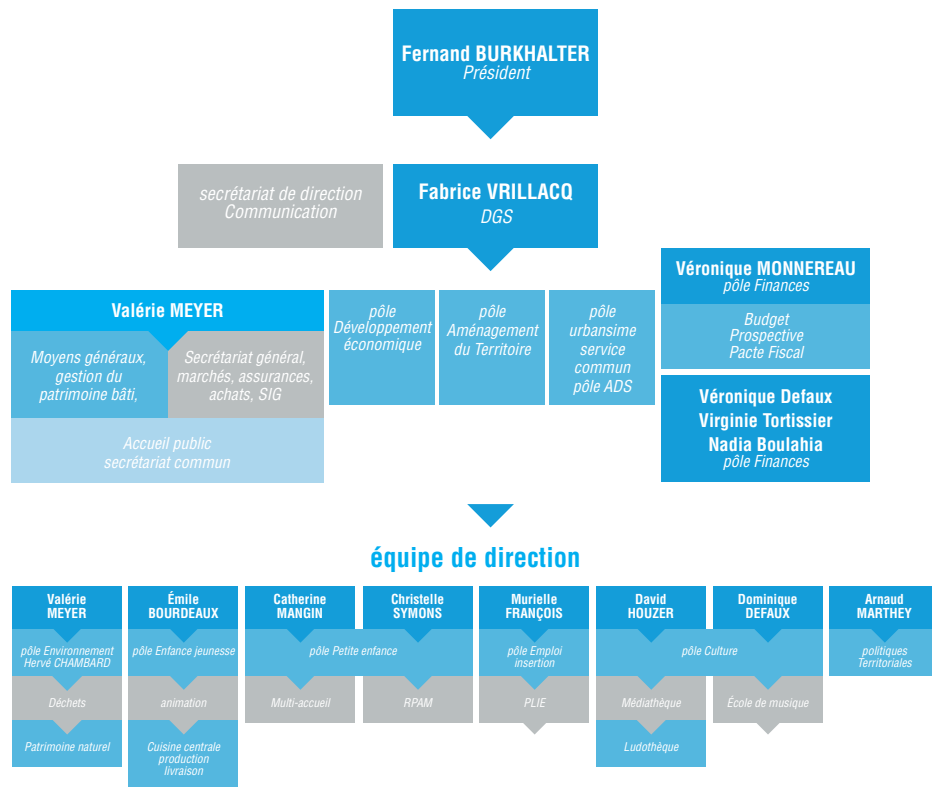 Fernand BURKHALTER
Président
secrétariat de direction
Communication
Fabrice VRILLACQ
DGS
Valérie MEYER
Moyens généraux,
gestion du
patrimoine bâti,
Secrétariat général,
marchés, assurances,
achats, SIG
Accueil public
secrétariat commun
pôle
Développement
économique
pôle
Aménagement
du Territoire
pôle
urbansime
service
commun
pôle ADS
Véronique MONNEREAU
pôle Finances
Budget
Prospective
Pacte Fiscal
Véronique Defaux
Virginie Tortissier
Nadia Boulahia
pôle Finances
équipe de direction
Valérie
MEYER
pôle Environnement
Hervé CHAMBARD
Déchets
Patrimoine naturel
Émile
BOURDEAUX
pôle Enfance jeunesse
animation
Cuisine centrale
production
livraison
Catherine
MANGIN
Christelle
SYMONS
pôle Petite enfance
Multi-accueil
RPAM
Murielle
FRANÇOIS
pôle Emploi
insertion
PLIE
David
HOUZER
Dominique
DEFAUX
pôle Culture
Médiathèque
École de musique
Ludothèque
Arnaud
MARTHEY
politiques
Territoriales